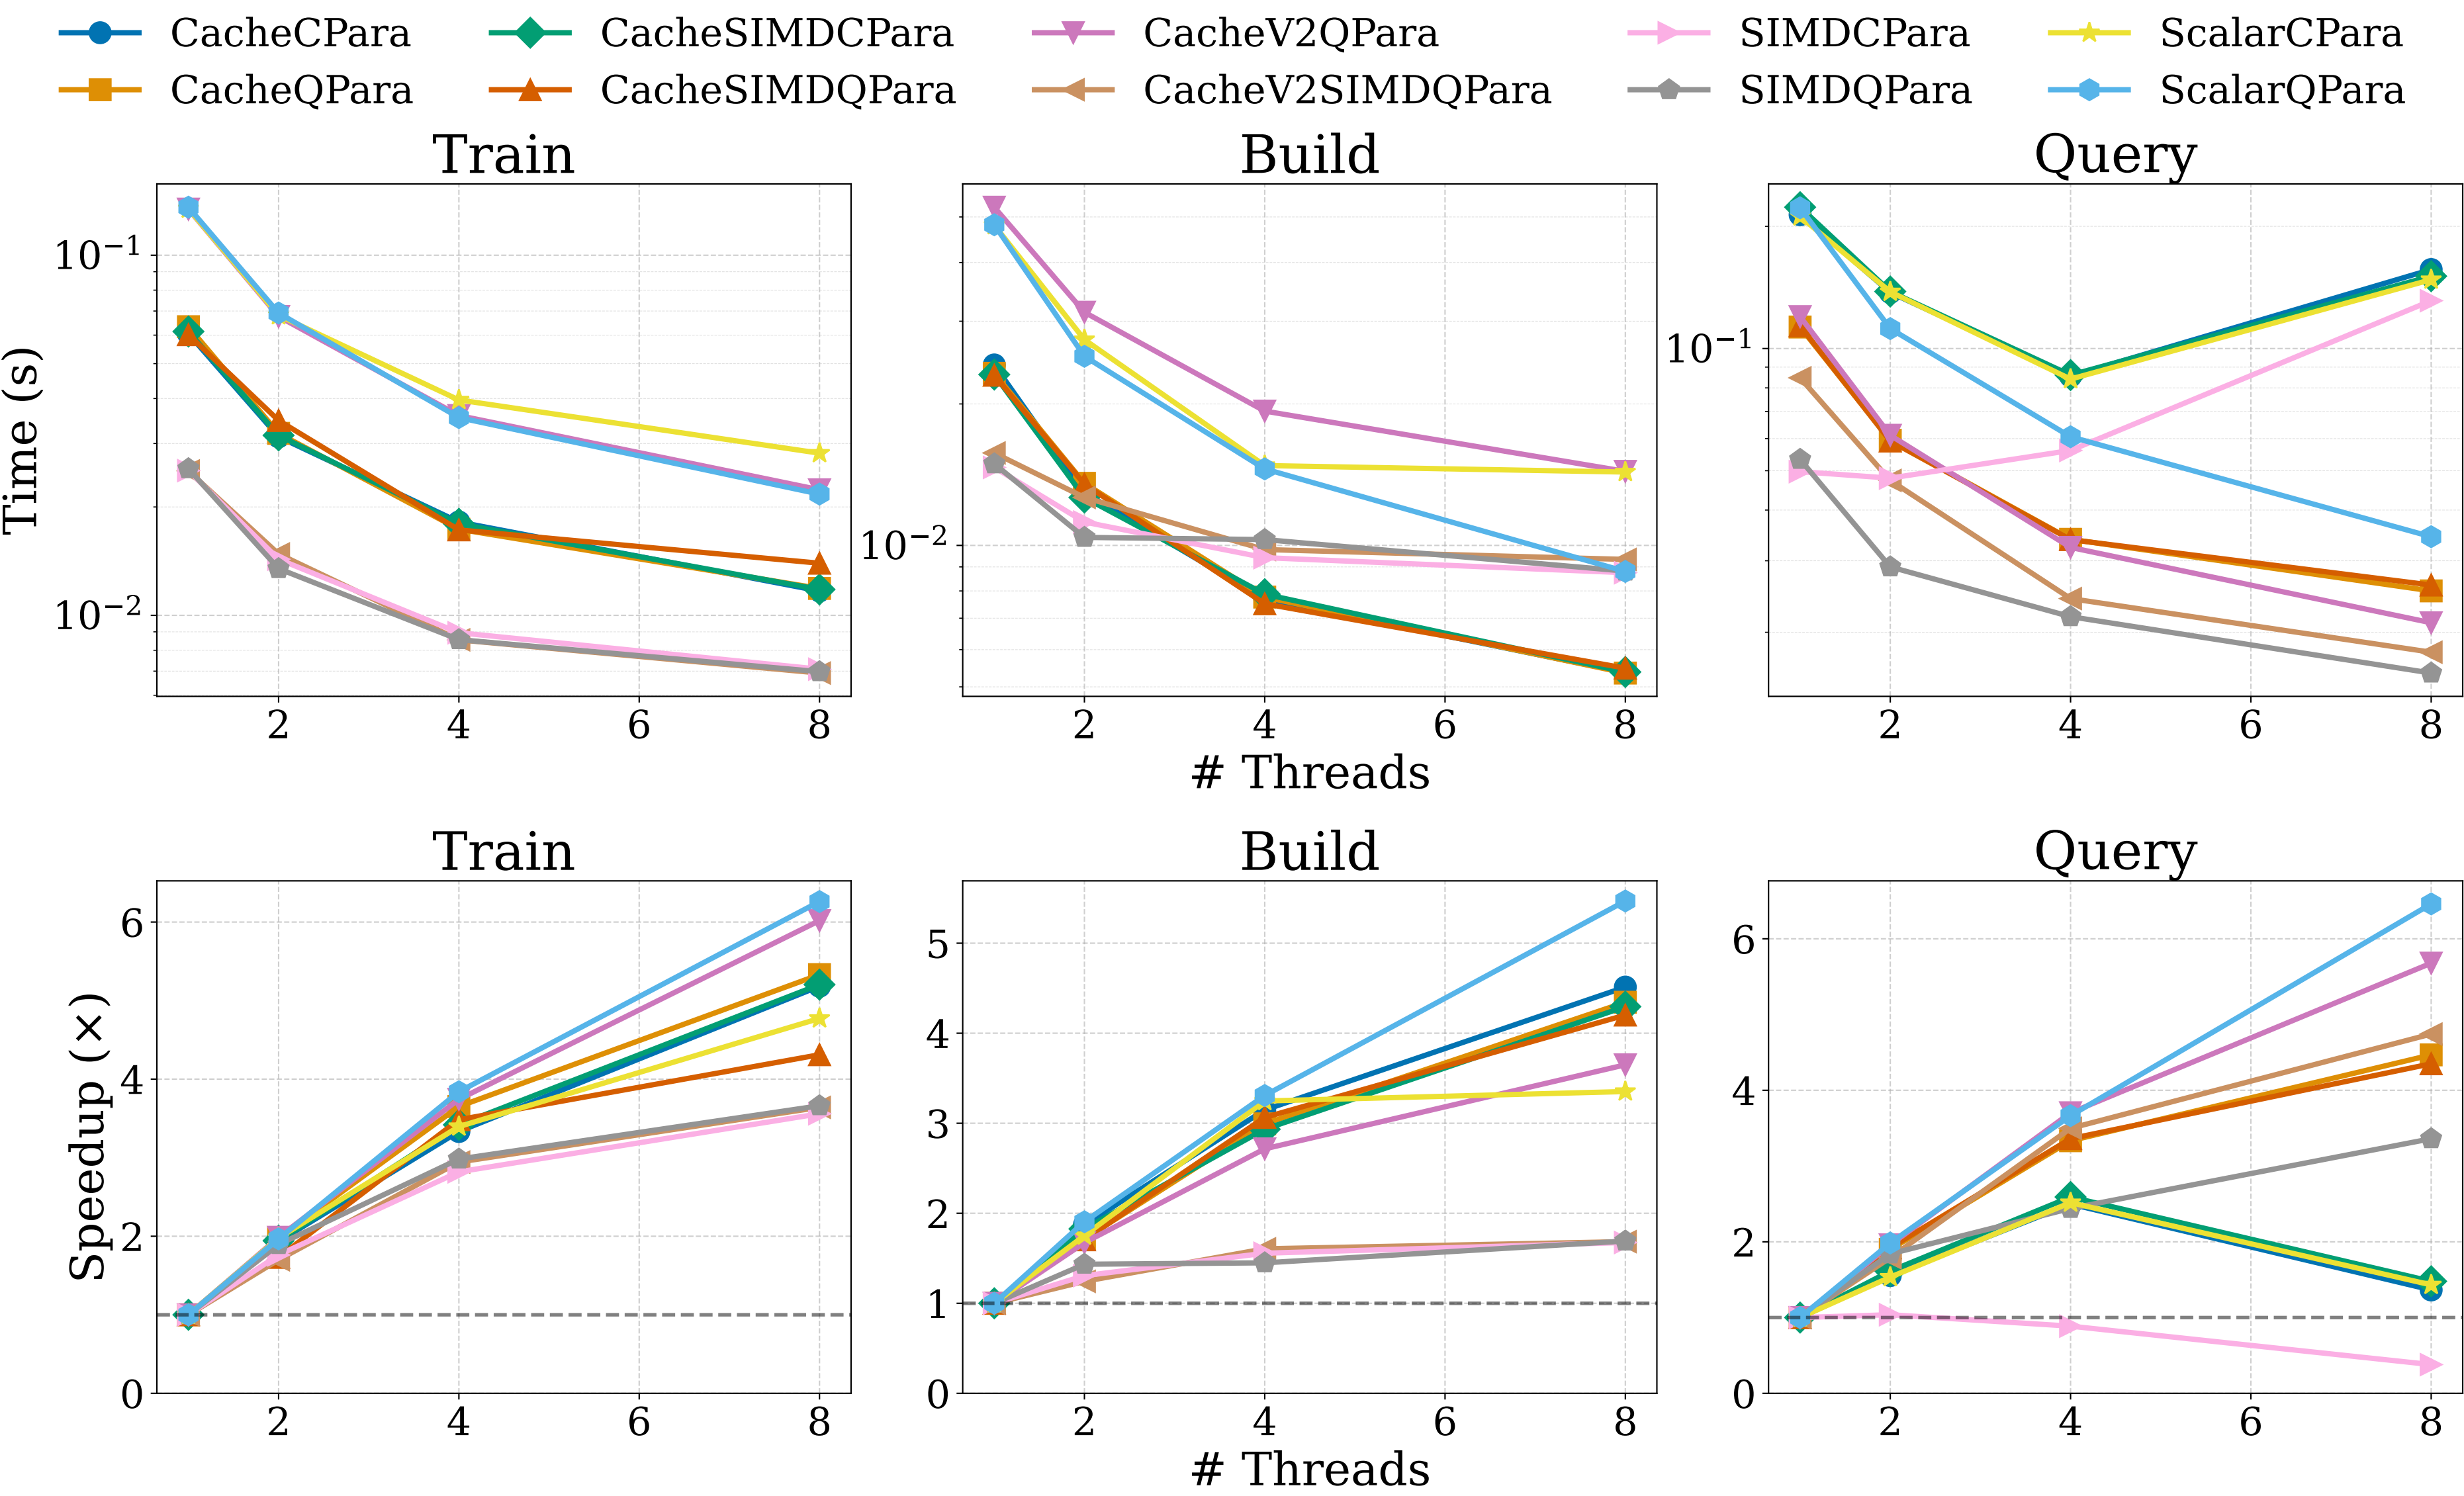 CacheCPara CacheSIMDCPara CacheV2QPara SIMDCPara ScalarCPara
CacheQPara CacheSIMDQPara CacheV2SIMDQPara SIMDQPara ScalarQPara
Train Build Query
Time (s)
10⁻¹
10⁻²
2 4 6 8
10⁻²
2 4 6 8
10⁻¹
2 4 6 8
# Threads
Train Build Query
Speedup (×)
6
4
2
0
2 4 6 8
5
4
3
2
1
0
2 4 6 8
6
4
2
0
2 4 6 8
# Threads